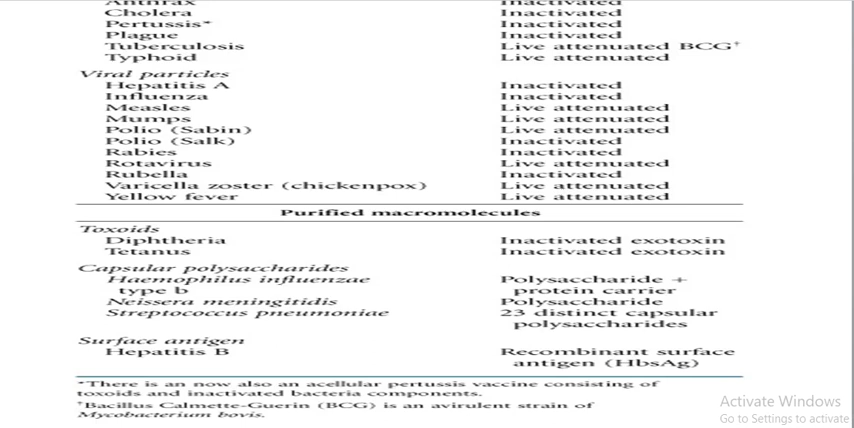 Anthrax Inactivated
Cholera Inactivated
Pertussis* Inactivated
Plague Inactivated
Tuberculosis Live attenuated BCG†
Typhoid Live attenuated
Viral particles
Hepatitis A Inactivated
Influenza Inactivated
Measles Live attenuated
Mumps Live attenuated
Polio (Sabin) Live attenuated
Polio (Salk) Inactivated
Rabies Inactivated
Rotavirus Live attenuated
Rubella Inactivated
Varicella zoster (chickenpox) Live attenuated
Yellow fever Live attenuated
Purified macromolecules
Toxoids
Diphtheria Inactivated exotoxin
Tetanus Inactivated exotoxin
Capsular polysaccharides
Haemophilus influenzae Polysaccharide +
type b protein carrier
Neissera meningitidis Polysaccharide
Streptococcus pneumoniae 23 distinct capsular
polysaccharides
Surface antigen
Hepatitis B Recombinant surface
antigen (HbsAg)
*There is an now also an acellular pertussis vaccine consisting of
toxoids and inactivated bacteria components.
†Bacillus Calmette-Guerin (BCG) is an avirulent strain of
Mycobacterium bovis.
Activate Windows
Go to Settings to activate